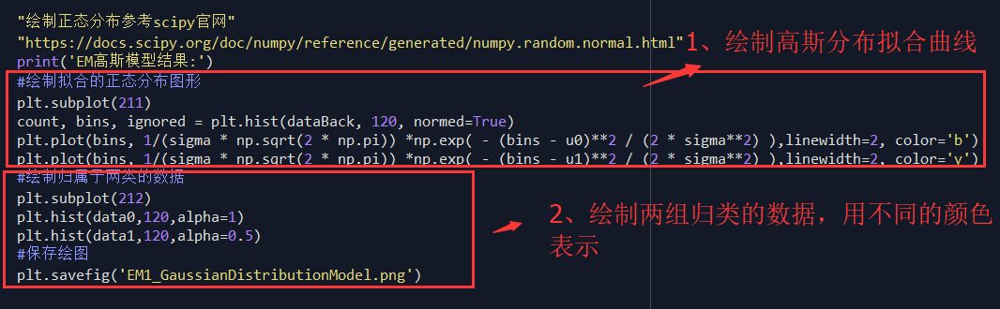 "绘制正态分布参考scipy官网"
"https://docs.scipy.org/doc/numpy/reference/generated/numpy.random.normal.html"
1、绘制高斯分布拟合曲线
print('EM高斯模型结果:')
#绘制拟合的正态分布图形
plt.subplot(211)
count, bins, ignored = plt.hist(dataBack, 120, normed=True)
plt.plot(bins, 1/(sigma * np.sqrt(2 * np.pi)) *np.exp( - (bins - u0)**2 / (2 * sigma**2) ),linewidth=2, color='b')
plt.plot(bins, 1/(sigma * np.sqrt(2 * np.pi)) *np.exp( - (bins - u1)**2 / (2 * sigma**2) ),linewidth=2, color='y')
#绘制归属于两类的数据
plt.subplot(212)
plt.hist(data0,120,alpha=1)
plt.hist(data1,120,alpha=0.5)
#保存绘图
plt.savefig('EM1_GaussianDistributionModel.png')
2、绘制两组归类的数据，用不同的颜色
表示